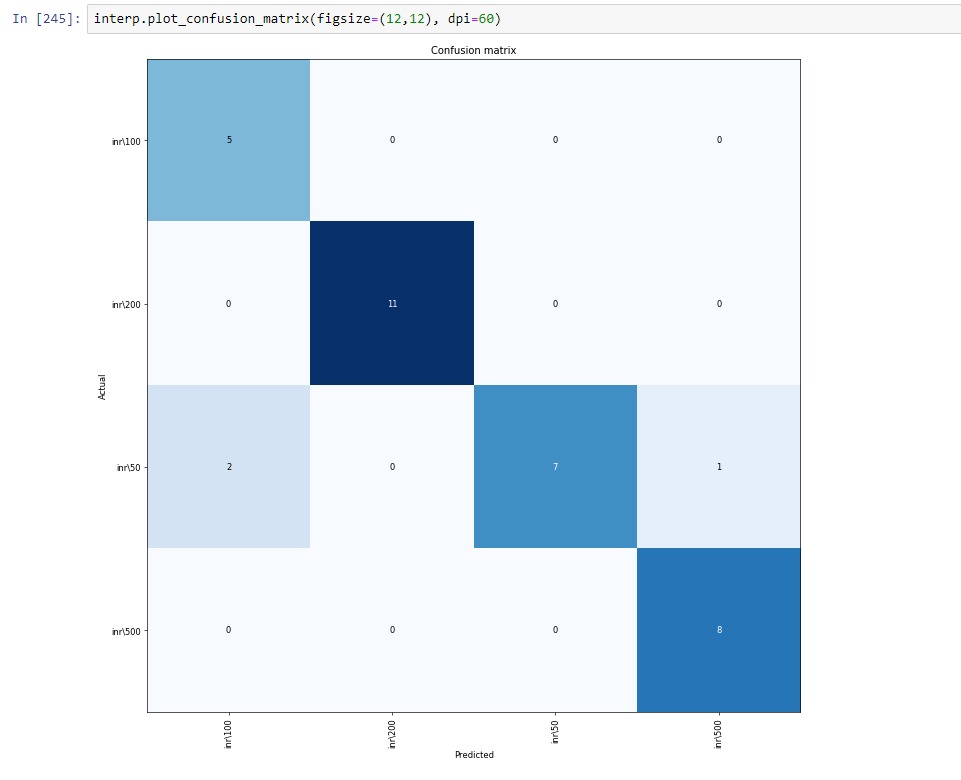 In [245]: interp.plot_confusion_matrix(figsize=(12,12), dpi=60)
Confusion matrix
inr\100 5 0 0 0
inr\200 0 11 0 0
Actual
inr\50 2 0 7 1
inr\500 0 0 0 8
inr\100 inr\200 inr\50 inr\500
Predicted